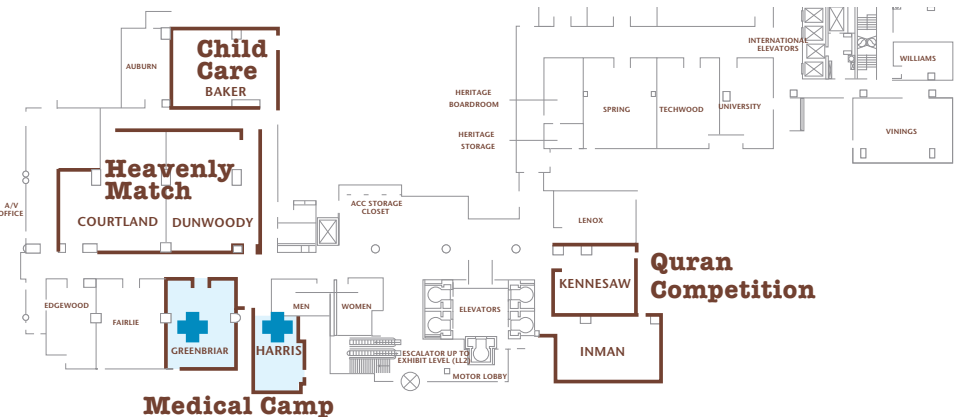 Child
Care
BAKER
AUBURN
INTERNATIONAL
ELEVATORS
WILLIAMS
HERITAGE
BOARDROOM
SPRING
TECHWOOD
UNIVERSITY
HERITAGE
STORAGE
VININGS
Heavenly
Match
COURTLAND
DUNWOODY
A/V
OFFICE
ACC STORAGE
CLOSET
LENOX
KENNESAW
Quran
Competition
EDGEWOOD
FAIRLIE
GREENBRIAR
HARRIS
MEN
WOMEN
ELEVATORS
INMAN
ESCALATOR UP TO
EXHIBIT LEVEL (LL2)
MOTOR LOBBY
Medical Camp